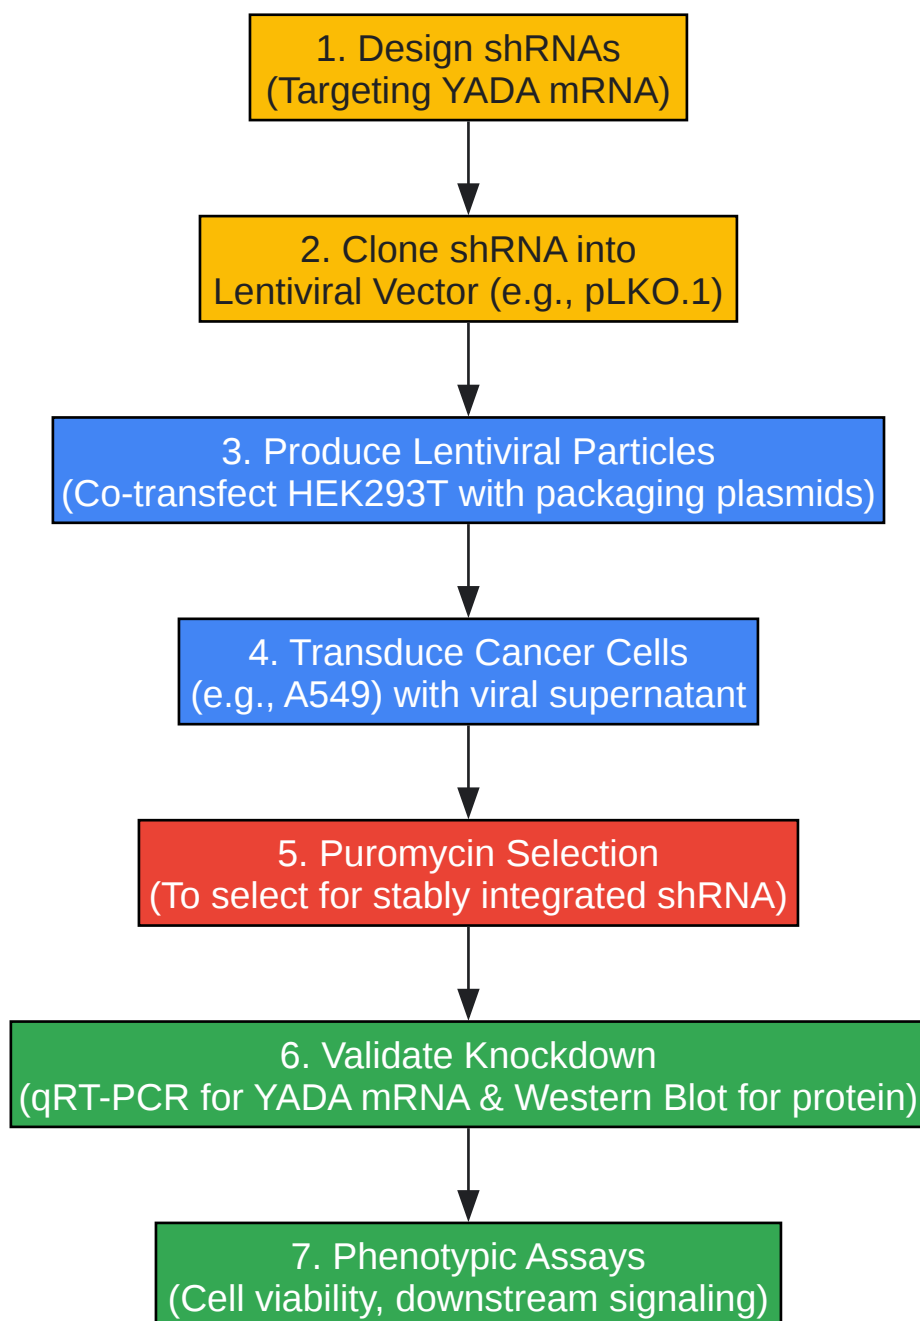 1. Design shRNAs
(Targeting YADA mRNA)
2. Clone shRNA into
Lentiviral Vector (e.g., pLKO.1)
3. Produce Lentiviral Particles
(Co-transfect HEK293T with packaging plasmids)
4. Transduce Cancer Cells
(e.g., A549) with viral supernatant
5. Puromycin Selection
(To select for stably integrated shRNA)
6. Validate Knockdown
(qRT-PCR for YADA mRNA & Western Blot for protein)
7. Phenotypic Assays
(Cell viability, downstream signaling)